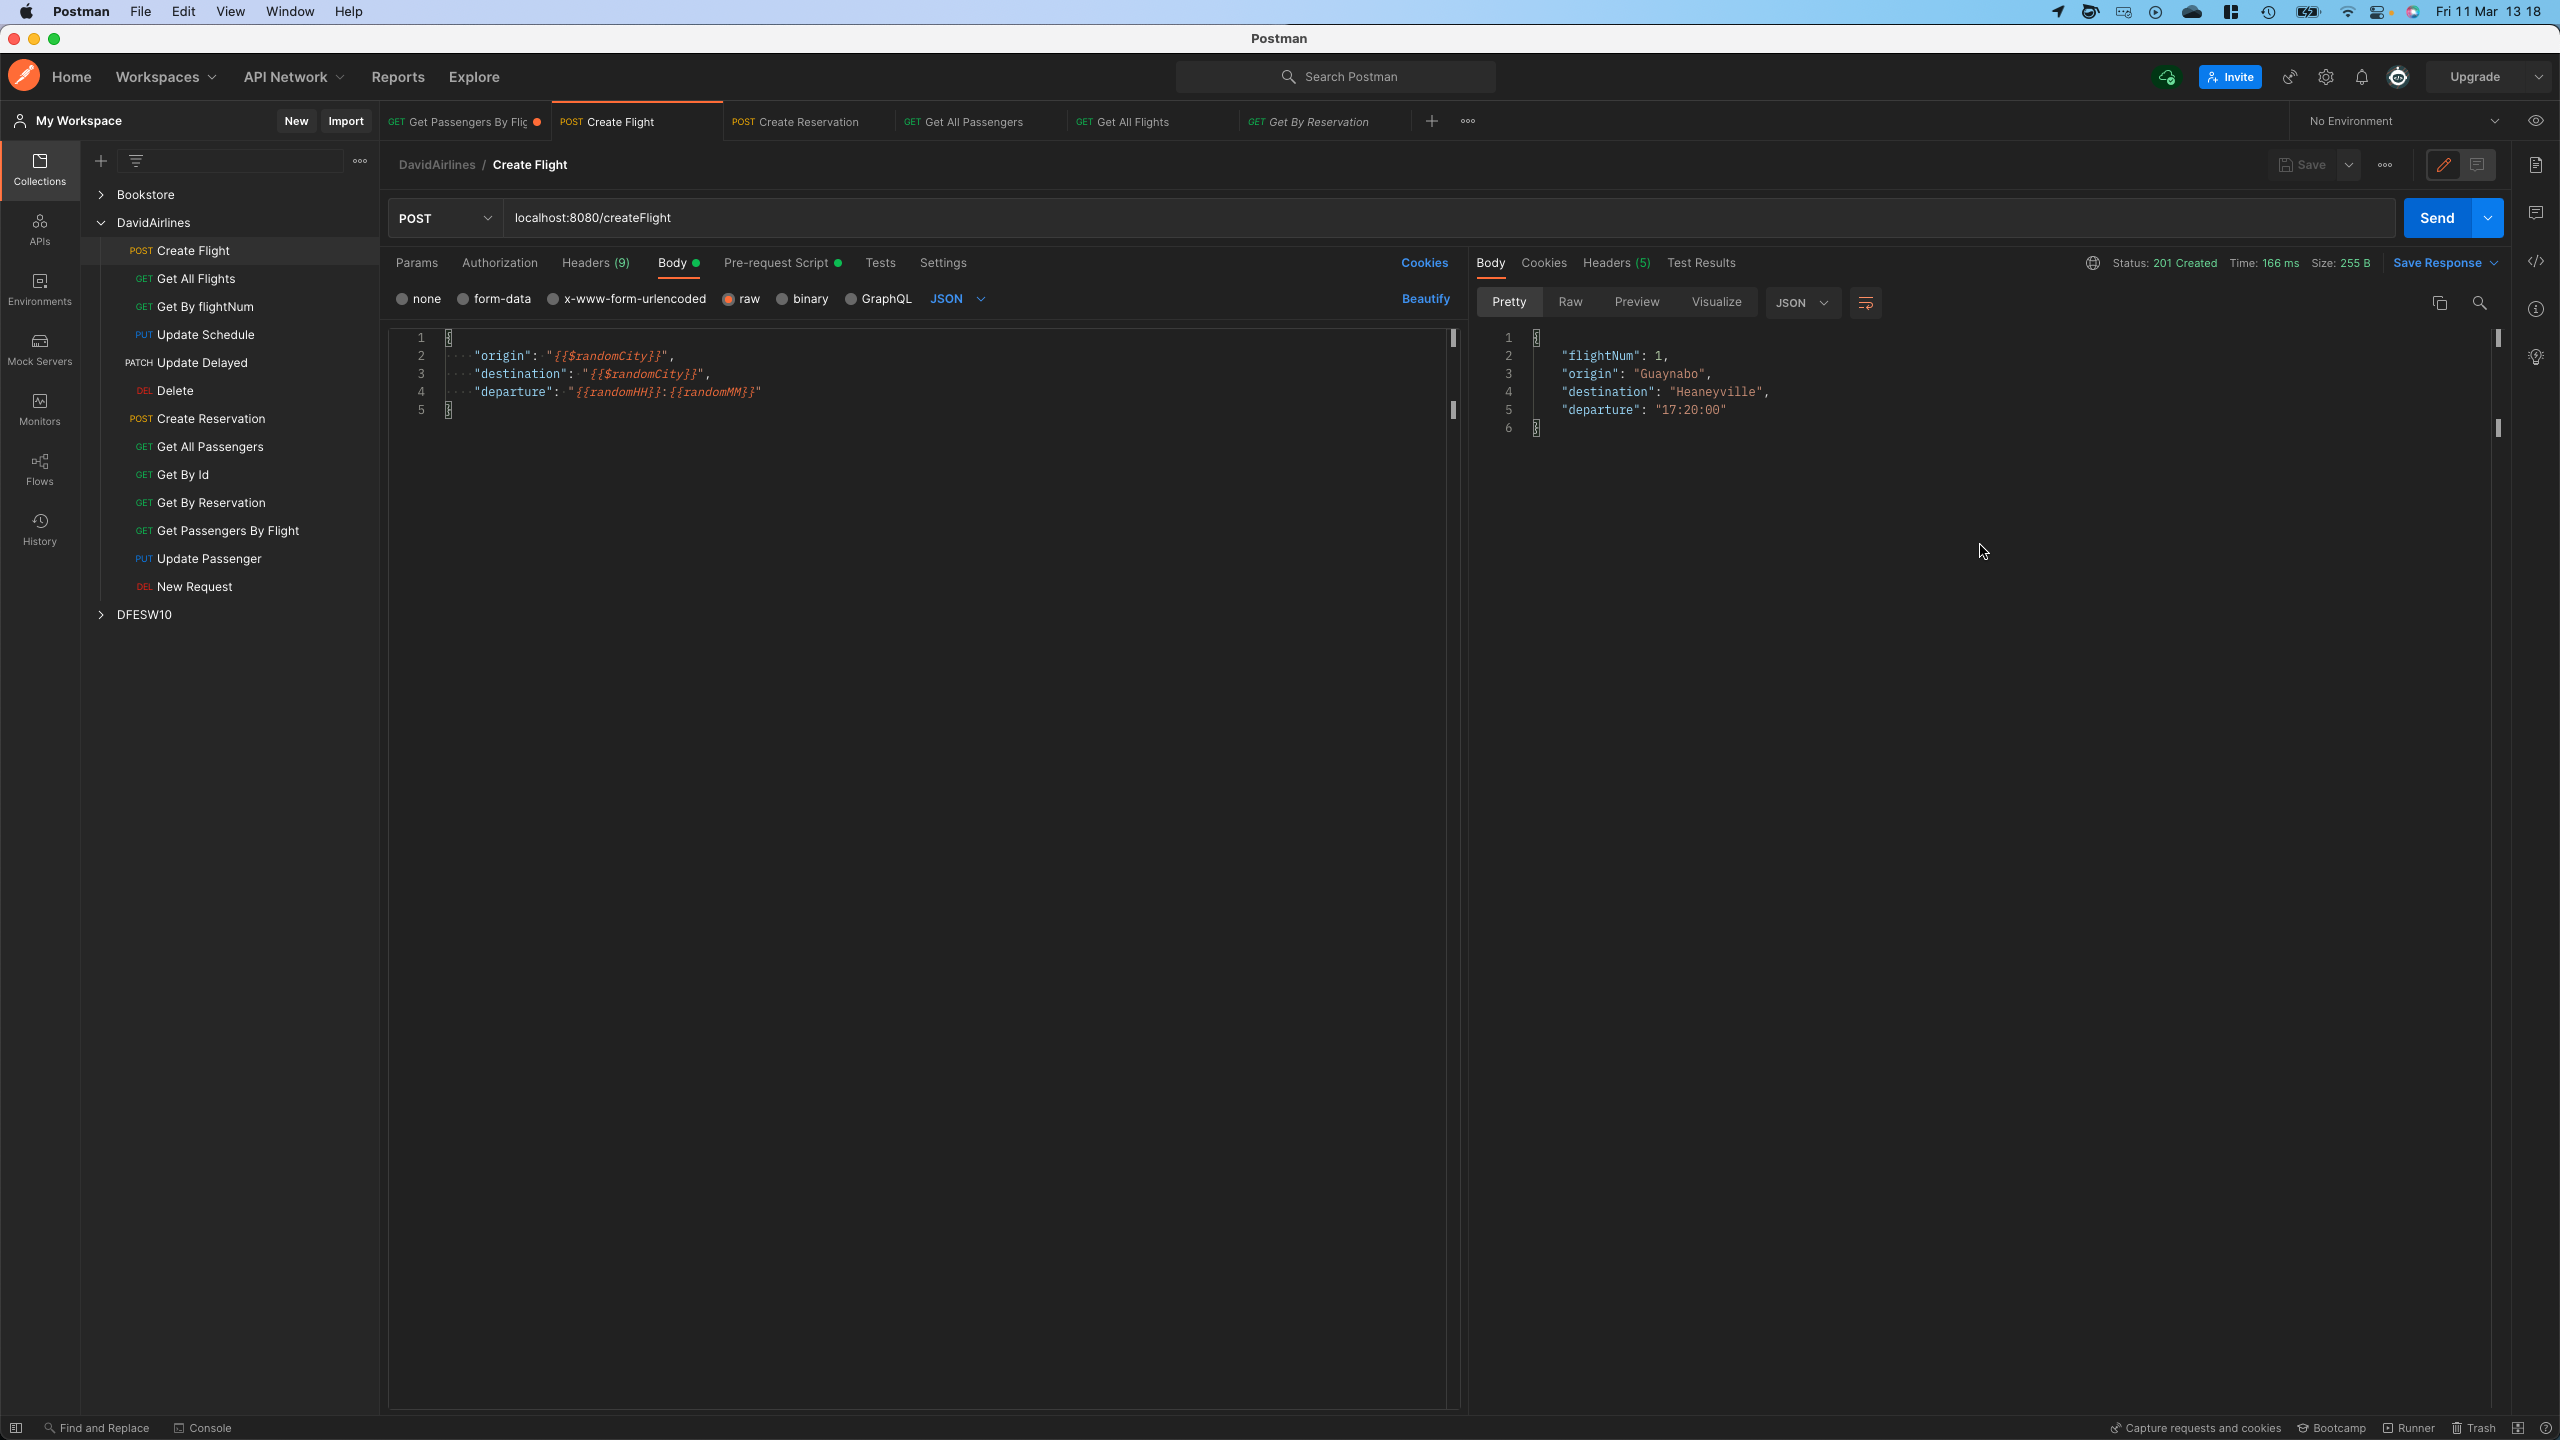 Postman File Edit View Window Help
Fri 11 Mar 13 18
Postman
Home Workspaces API Network Reports Explore
Search Postman
Invite
Upgrade
My Workspace New Import
GET Get Passengers By Flig
POST Create Flight
POST Create Reservation
GET Get All Passengers
GET Get All Flights
GET Get By Reservation
No Environment
Collections
APIs
Environments
Mock Servers
Monitors
Flows
History
Bookstore
DavidAirlines
POST Create Flight
GET Get All Flights
GET Get By flightNum
PUT Update Schedule
PATCH Update Delayed
DEL Delete
POST Create Reservation
GET Get All Passengers
GET Get By Id
GET Get By Reservation
GET Get Passengers By Flight
PUT Update Passenger
DEL New Request
DFESW10
DavidAirlines / Create Flight
Save
POST localhost:8080/createFlight
Send
Params Authorization Headers (9) Body Pre-request Script Tests Settings Cookies
none form-data x-www-form-urlencoded raw binary GraphQL JSON Beautify
1 {
2 "origin": "{{$randomCity}}",
3 "destination": "{{$randomCity}}",
4 "departure": "{{randomHH}}:{{randomMM}}"
5 }
Body Cookies Headers (5) Test Results
Status: 201 Created Time: 166 ms Size: 255 B Save Response
Pretty Raw Preview Visualize JSON
1 {
2 "flightNum": 1,
3 "origin": "Guaynabo",
4 "destination": "Heaneyville",
5 "departure": "17:20:00"
6 }
Find and Replace Console
Capture requests and cookies Bootcamp Runner Trash